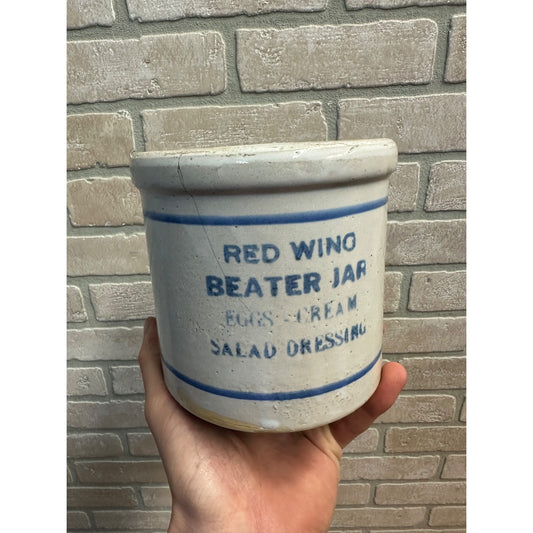 RED WING
BEATER JAR
EGGS - CREAM
SALAD DRESSING